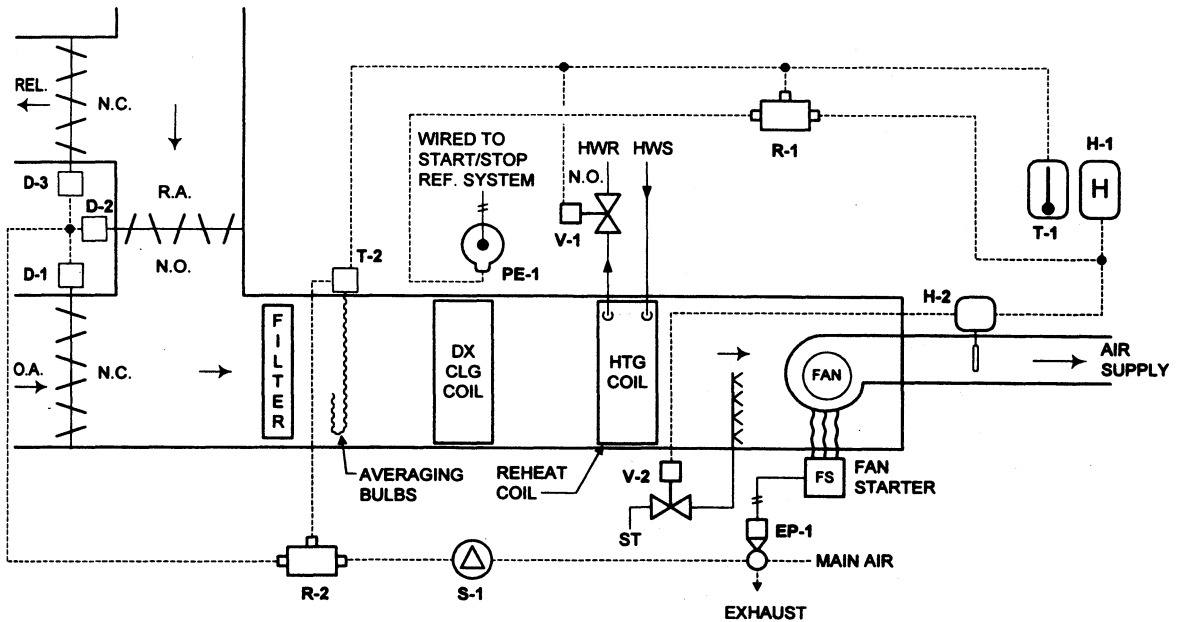 REL.
N.C.
D-3
R.A.
D-2
N.O.
D-1
O.A.
N.C.
FILTER
T-2
AVERAGING
BULBS
WIRED TO
START/STOP
REF. SYSTEM
PE-1
DX
CLG
COIL
HWR
HWS
N.O.
V-1
HTG
COIL
REHEAT
COIL
V-2
ST
R-1
H-1
H
T-1
H-2
FAN
AIR
SUPPLY
FS
FAN
STARTER
EP-1
MAIN AIR
EXHAUST
R-2
S-1